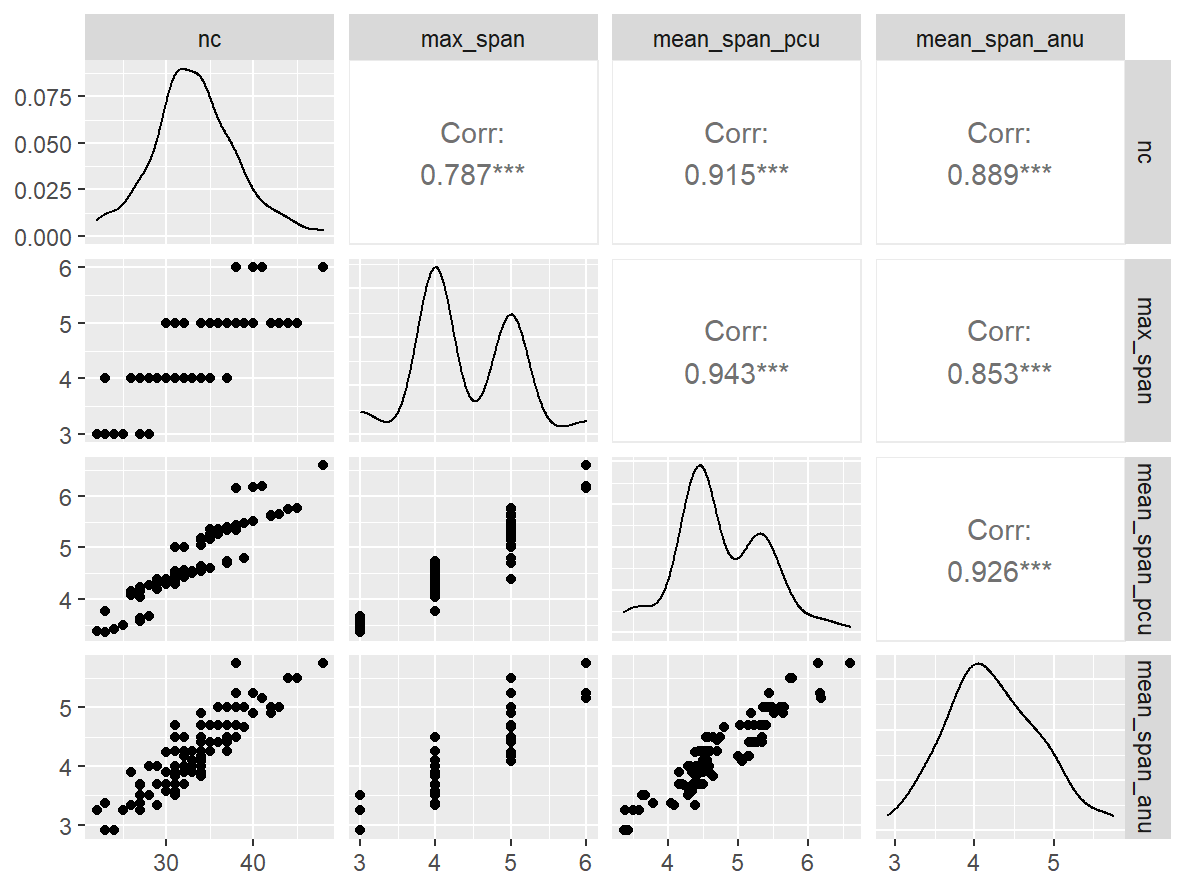 nc
max_span
mean_span_pcu
mean_span_anu
0.075
0.050
0.025
0.000
Corr:
0.787***
Corr:
0.915***
Corr:
0.889***
nc
6
5
4
3
Corr:
0.943***
Corr:
0.853***
max_span
6
5
4
Corr:
0.926***
mean_span_pcu
5
4
3
mean_span_anu
30
40
3
4
5
6
4
5
6
3
4
5